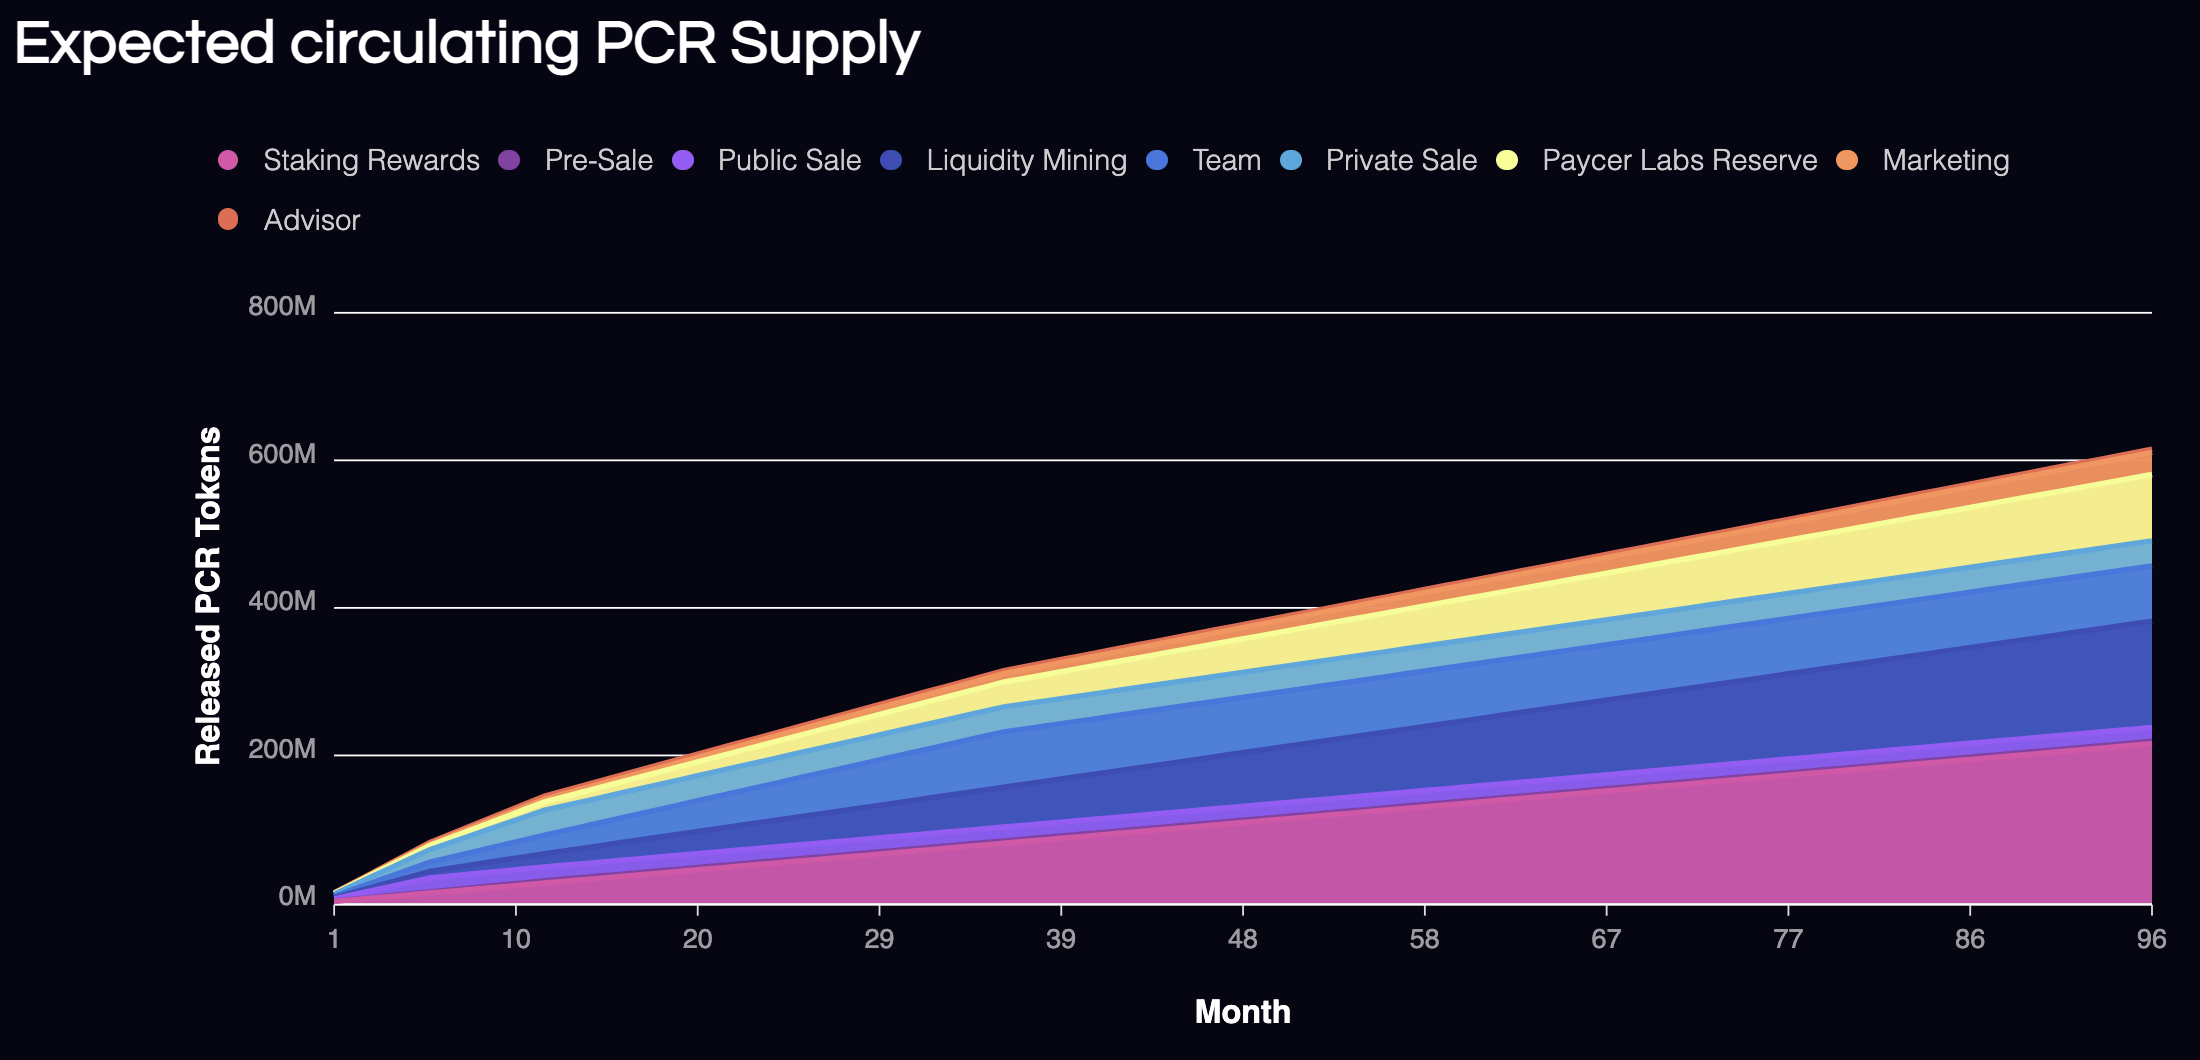 Expected circulating PCR Supply
Staking Rewards Pre-Sale Public Sale Liquidity Mining Team Private Sale Paycer Labs Reserve Marketing
Advisor
800M
600M
400M
200M
0M
Released PCR Tokens
1 10 20 29 39 48 58 67 77 86 96
Month